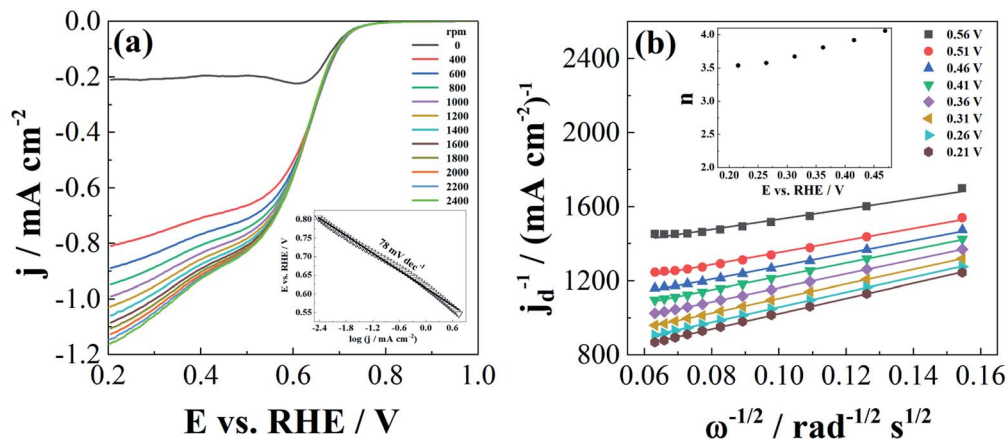 (a)
rpm
0
400
600
800
1000
1200
1400
1600
1800
2000
2200
2400
0.0
-0.2
-0.4
-0.6
-0.8
-1.0
-1.2
j / mA cm⁻²
0.2 0.4 0.6 0.8 1.0
E vs. RHE / V
78 mV dec⁻¹
0.80
0.75
0.70
0.65
0.60
0.55
E vs. RHE / V
-2.4 -1.8 -1.2 -0.6 0.0 0.6
log (j / mA cm⁻²)
(b)
0.56 V
0.51 V
0.46 V
0.41 V
0.36 V
0.31 V
0.26 V
0.21 V
4.0
3.5
3.0
2.5
2.0
n
0.20 0.25 0.30 0.35 0.40 0.45
E vs. RHE / V
2400
2000
1600
1200
800
j_d⁻¹ / (mA cm⁻²)⁻¹
0.06 0.08 0.10 0.12 0.14 0.16
ω⁻¹/² / rad⁻¹/² s¹/²